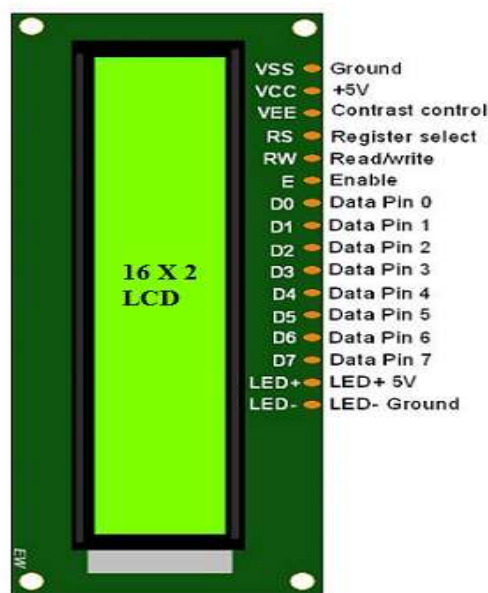 VSS Ground
VCC +5V
VEE Contrast control
RS Register select
RW Read/write
E Enable
D0 Data Pin 0
D1 Data Pin 1
D2 Data Pin 2
D3 Data Pin 3
D4 Data Pin 4
D5 Data Pin 5
D6 Data Pin 6
D7 Data Pin 7
LED+ LED+ 5V
LED- LED- Ground
16 X 2
LCD
EW